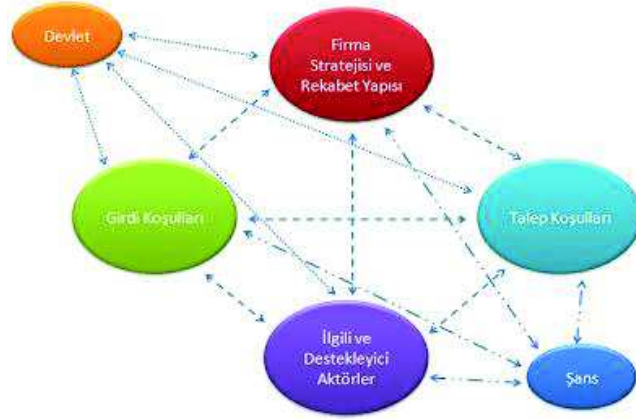 Devlet
Firma
Stratejisi ve
Rekabet Yapısı
Girdi Koşulları
Talep Koşulları
İlgili ve
Destekleyici
Aktörler
Şans